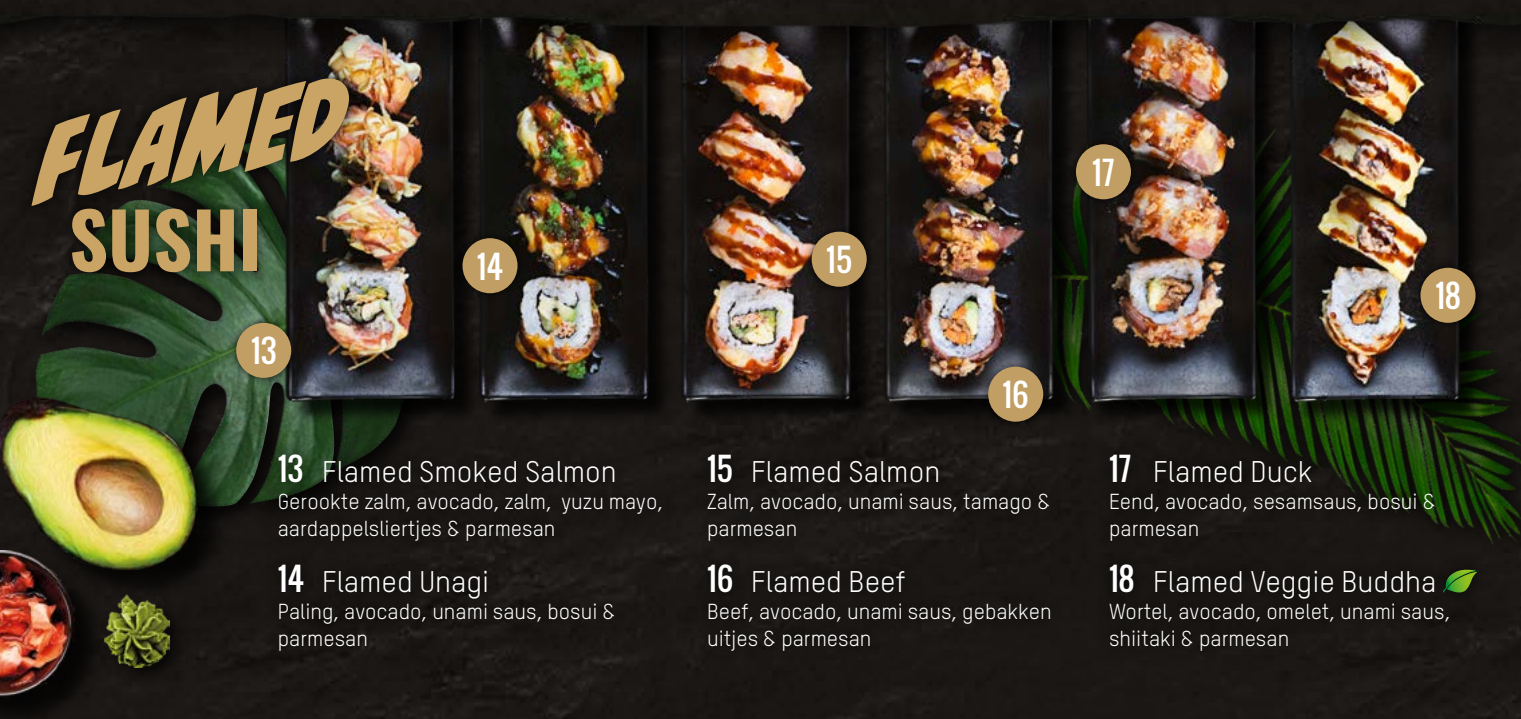 FLAMED
SUSHI
13
14
15
16
17
18
13 Flamed Smoked Salmon
Gerookte zalm, avocado, zalm, yuzu mayo,
aardappelsliertjes & parmesan
14 Flamed Unagi
Paling, avocado, unami saus, bosui &
parmesan
15 Flamed Salmon
Zalm, avocado, unami saus, tamago &
parmesan
16 Flamed Beef
Beef, avocado, unami saus, gebakken
uitjes & parmesan
17 Flamed Duck
Eend, avocado, sesamsaus, bosui &
parmesan
18 Flamed Veggie Buddha
Wortel, avocado, omelet, unami saus,
shiitaki & parmesan